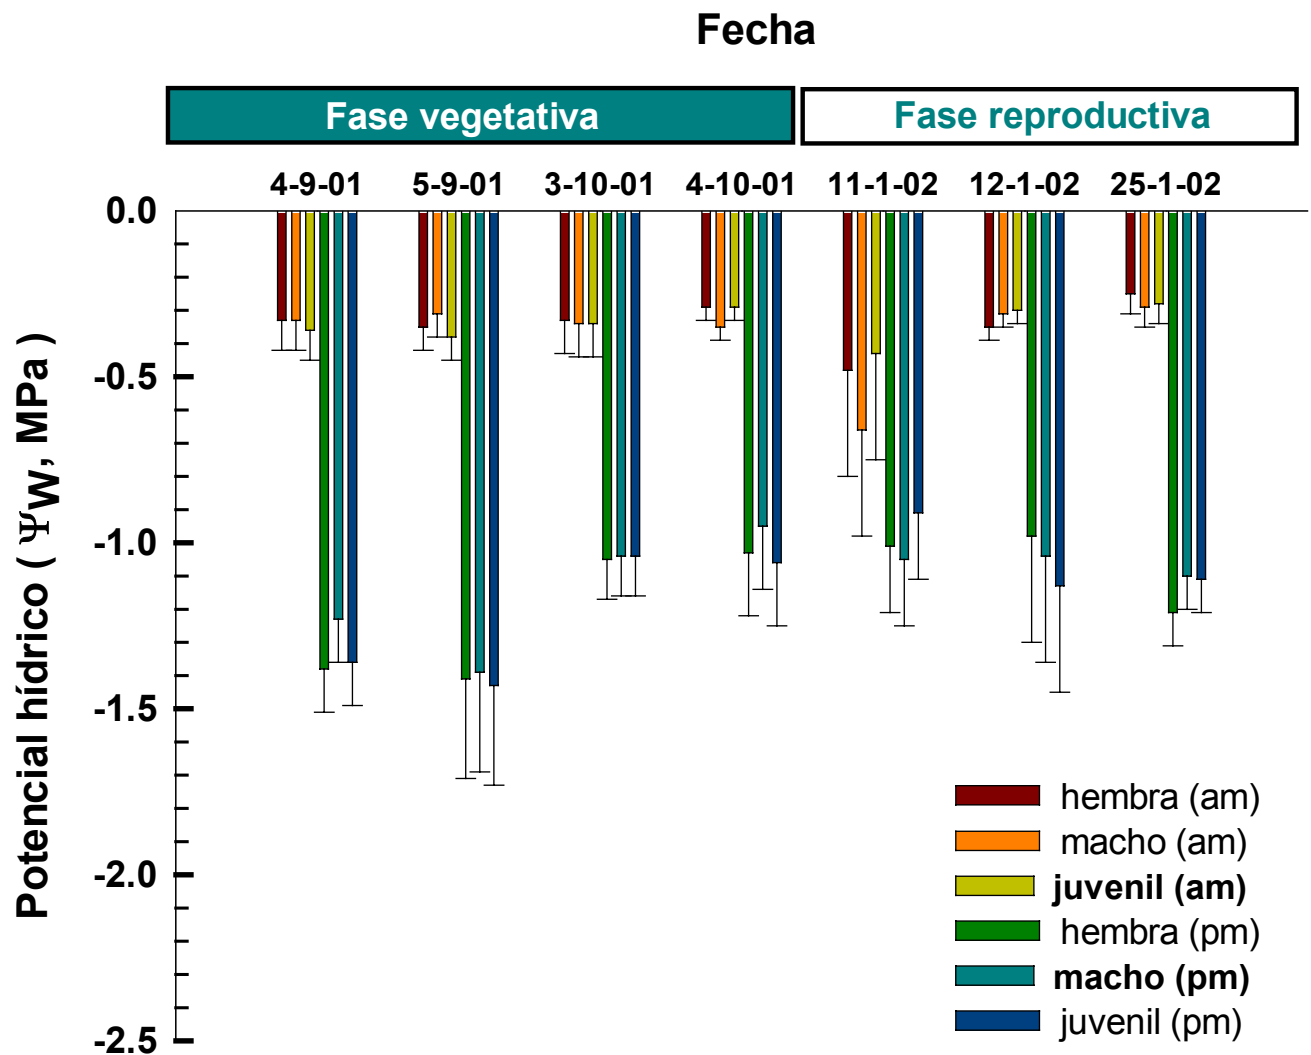 Fecha
Fase vegetativa
Fase reproductiva
4-9-01 5-9-01 3-10-01 4-10-01 11-1-02 12-1-02 25-1-02
0.0
-0.5
-1.0
-1.5
-2.0
-2.5
Potencial hídrico ( Ψw, MPa )
hembra (am)
macho (am)
juvenil (am)
hembra (pm)
macho (pm)
juvenil (pm)